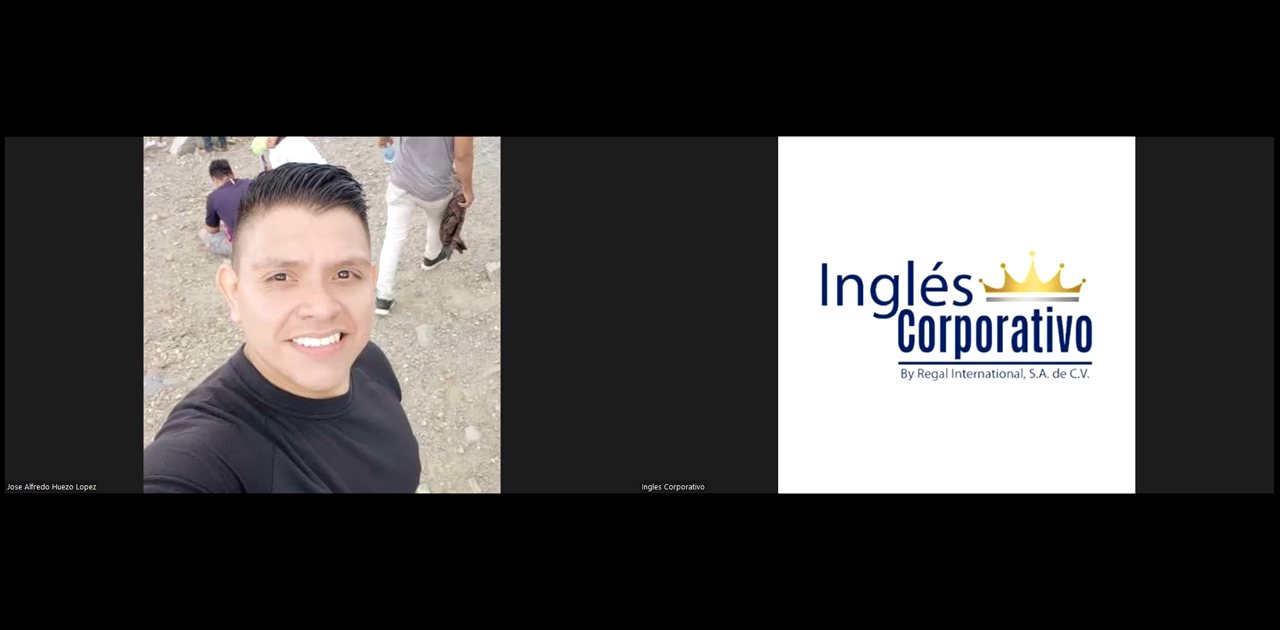 Inglés
Corporativo
By Regal International, S.A. de C.V.
Jose Alfredo Huezo Lopez
Ingles Corporativo